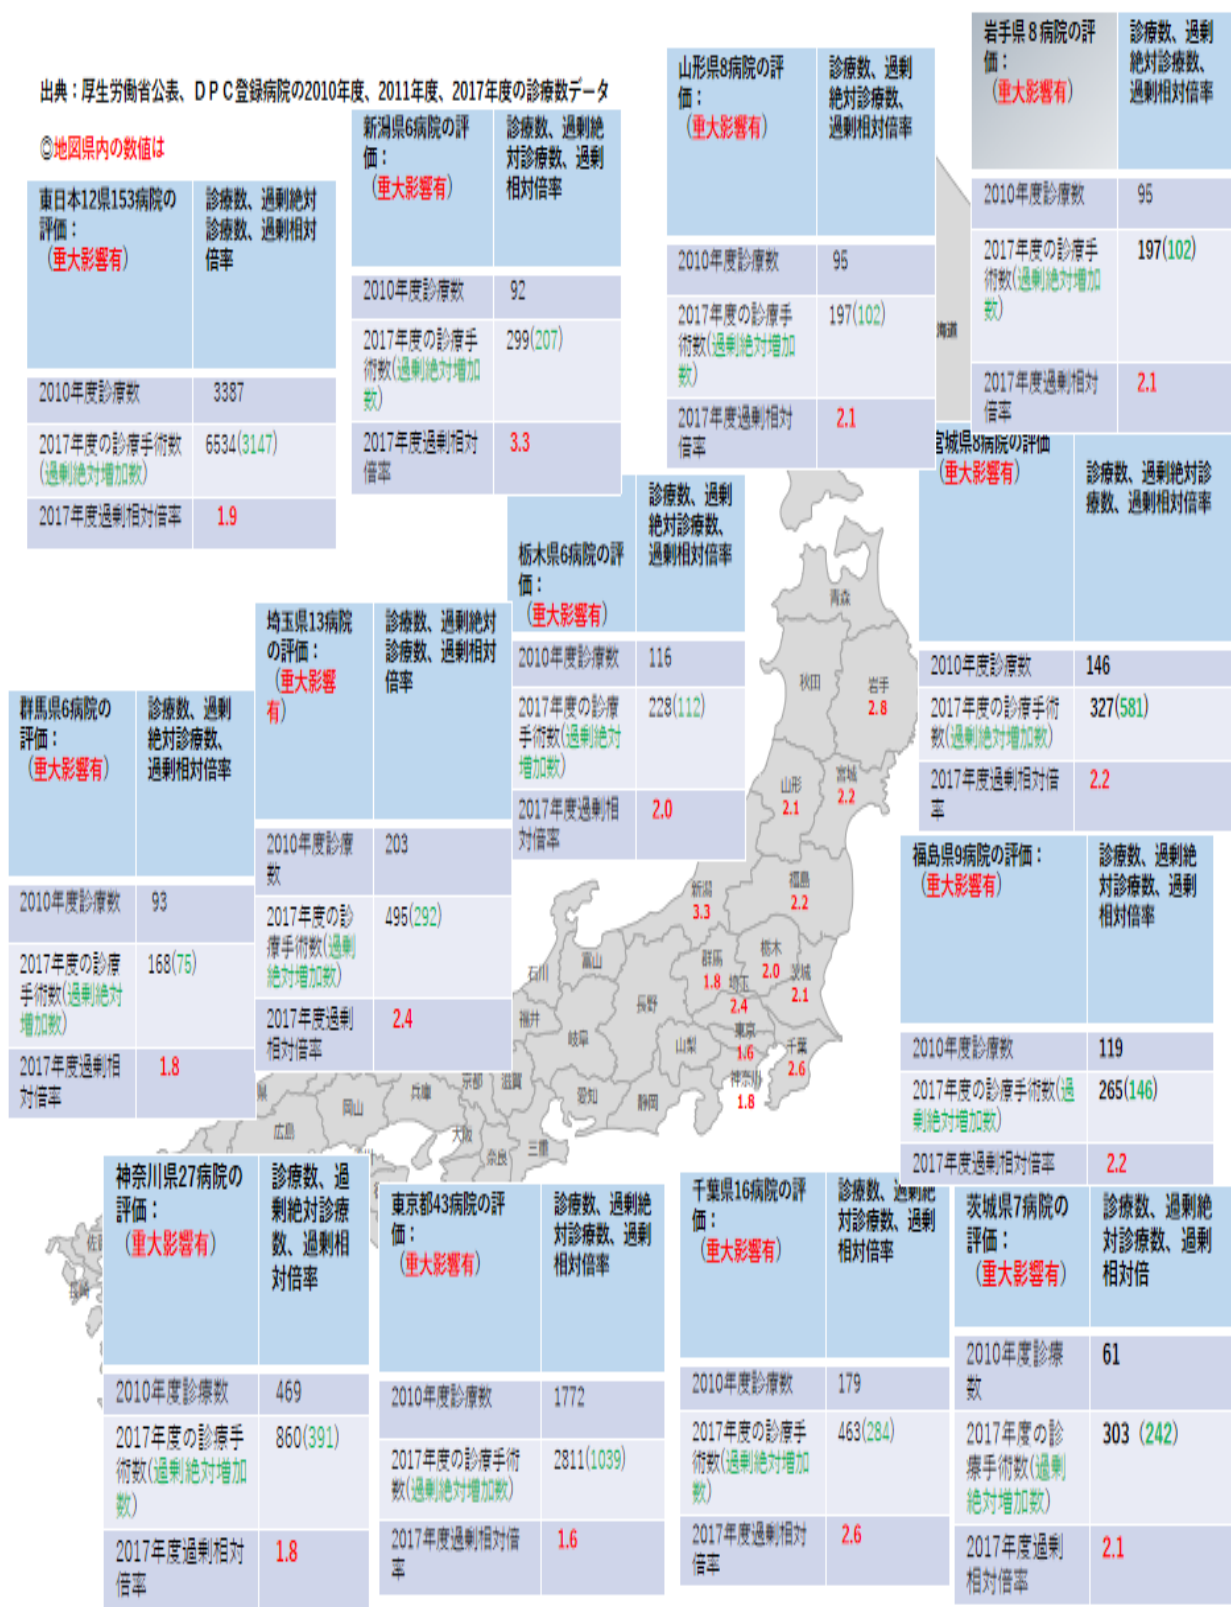 出典：厚生労働省公表、ＤＰＣ登録病院の2010年度、2011年度、2017年度の診療数データ
◎地図県内の数値は
東日本12県153病院の
評価：
（重大影響有）
診療数、過剰絶対
診療数、過剰相対
倍率
2010年度診療数
3387
2017年度の診療手術数
(過剰絶対増加数)
6534(3147)
2017年度過剰相対倍率
1.9
新潟県6病院の評
価：
（重大影響有）
診療数、過剰絶
対診療数、過剰
相対倍率
2010年度診療数
92
2017年度の診療手
術数(過剰絶対増加
数)
299(207)
2017年度過剰相対
倍率
3.3
山形県8病院の評
価：
（重大影響有）
診療数、過剰
絶対診療数、
過剰相対倍率
2010年度診療数
95
2017年度の診療手
術数(過剰絶対増加
数)
197(102)
2017年度過剰相対
倍率
2.1
岩手県８病院の評
価：
（重大影響有）
診療数、過剰
絶対診療数、
過剰相対倍率
2010年度診療数
95
2017年度の診療手
術数(過剰絶対増加
数)
197(102)
2017年度過剰相対
倍率
2.1
海道
宮城県8病院の評価
（重大影響有）
診療数、過剰絶対診
療数、過剰相対倍率
2010年度診療数
146
2017年度の診療手術
数(過剰絶対増加数)
327(581)
2017年度過剰相対倍
率
2.2
栃木県6病院の評
価：
（重大影響有）
診療数、過剰
絶対診療数、
過剰相対倍率
2010年度診療数
116
2017年度の診療
手術数(過剰絶対
増加数)
228(112)
2017年度過剰相
対倍率
2.0
埼玉県13病院
の評価：
（重大影響
有)
診療数、過剰絶対
診療数、過剰相対
倍率
2010年度診療
数
203
2017年度の診
療手術数(過剰
絶対増加数)
495(292)
2017年度過剰
相対倍率
2.4
群馬県6病院の
評価：
（重大影響有）
診療数、過剰
絶対診療数、
過剰相対倍率
2010年度診療数
93
2017年度の診療
手術数(過剰絶対
増加数)
168(75)
2017年度過剰相
対倍率
1.8
福島県9病院の評価：
（重大影響有）
診療数、過剰絶
対診療数、過剰
相対倍率
2010年度診療数
119
2017年度の診療手術数(過
剰絶対増加数)
265(146)
2017年度過剰相対倍率
2.2
青森
秋田
岩手
2.8
山形
2.1
宮城
2.2
新潟
3.3
福島
2.2
群馬
1.8
栃木
2.0
茨城
2.1
埼玉
2.4
東京
1.6
千葉
2.6
神奈川
1.8
石川
富山
長野
福井
岐阜
山梨
愛知
静岡
京都
滋賀
兵庫
岡山
広島
県
大阪
奈良
三重
佐賀
長崎
神奈川県27病院の
評価：
（重大影響有）
診療数、過
剰絶対診療
数、過剰相
対倍率
2010年度診療数
469
2017年度の診療手
術数(過剰絶対増加
数)
860(391)
2017年度過剰相対
倍率
1.8
東京都43病院の評
価：
（重大影響有）
診療数、過剰絶
対診療数、過剰
相対倍率
2010年度診療数
1772
2017年度の診療手術
数(過剰絶対増加数)
2811(1039)
2017年度過剰相対倍
率
1.6
千葉県16病院の評
価：
（重大影響有）
診療数、過剰絶
対診療数、過剰
相対倍率
2010年度診療数
179
2017年度の診療手
術数(過剰絶対増加
数)
463(284)
2017年度過剰相対
倍率
2.6
茨城県7病院の
評価：
（重大影響有）
診療数、過剰絶
対診療数、過剰
相対倍
2010年度診療
数
61
2017年度の診
療手術数(過剰
絶対増加数)
303（242)
2017年度過剰
相対倍率
2.1